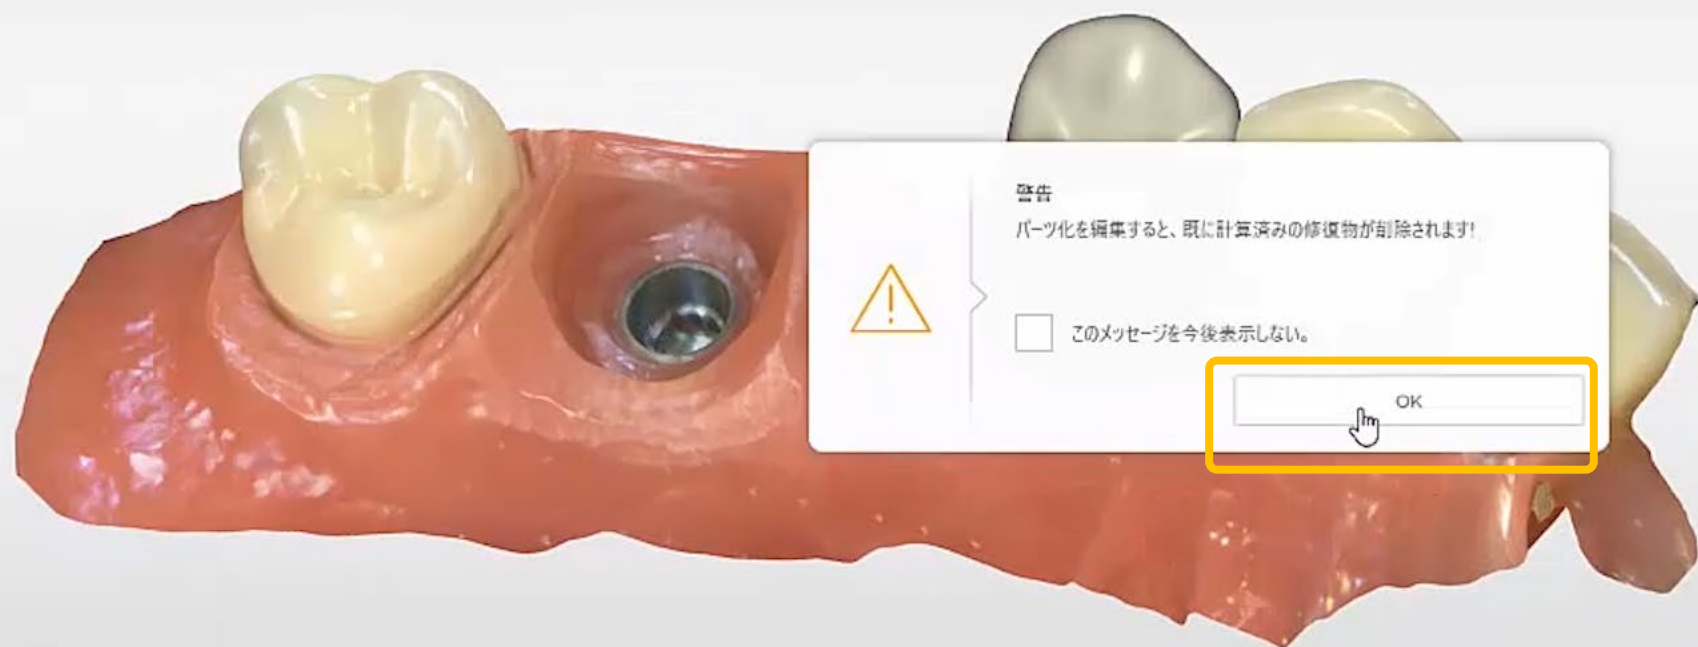 警告
パーツ化を編集すると、既に計算済みの修復物が削除されます!
このメッセージを今後表示しない。
OK